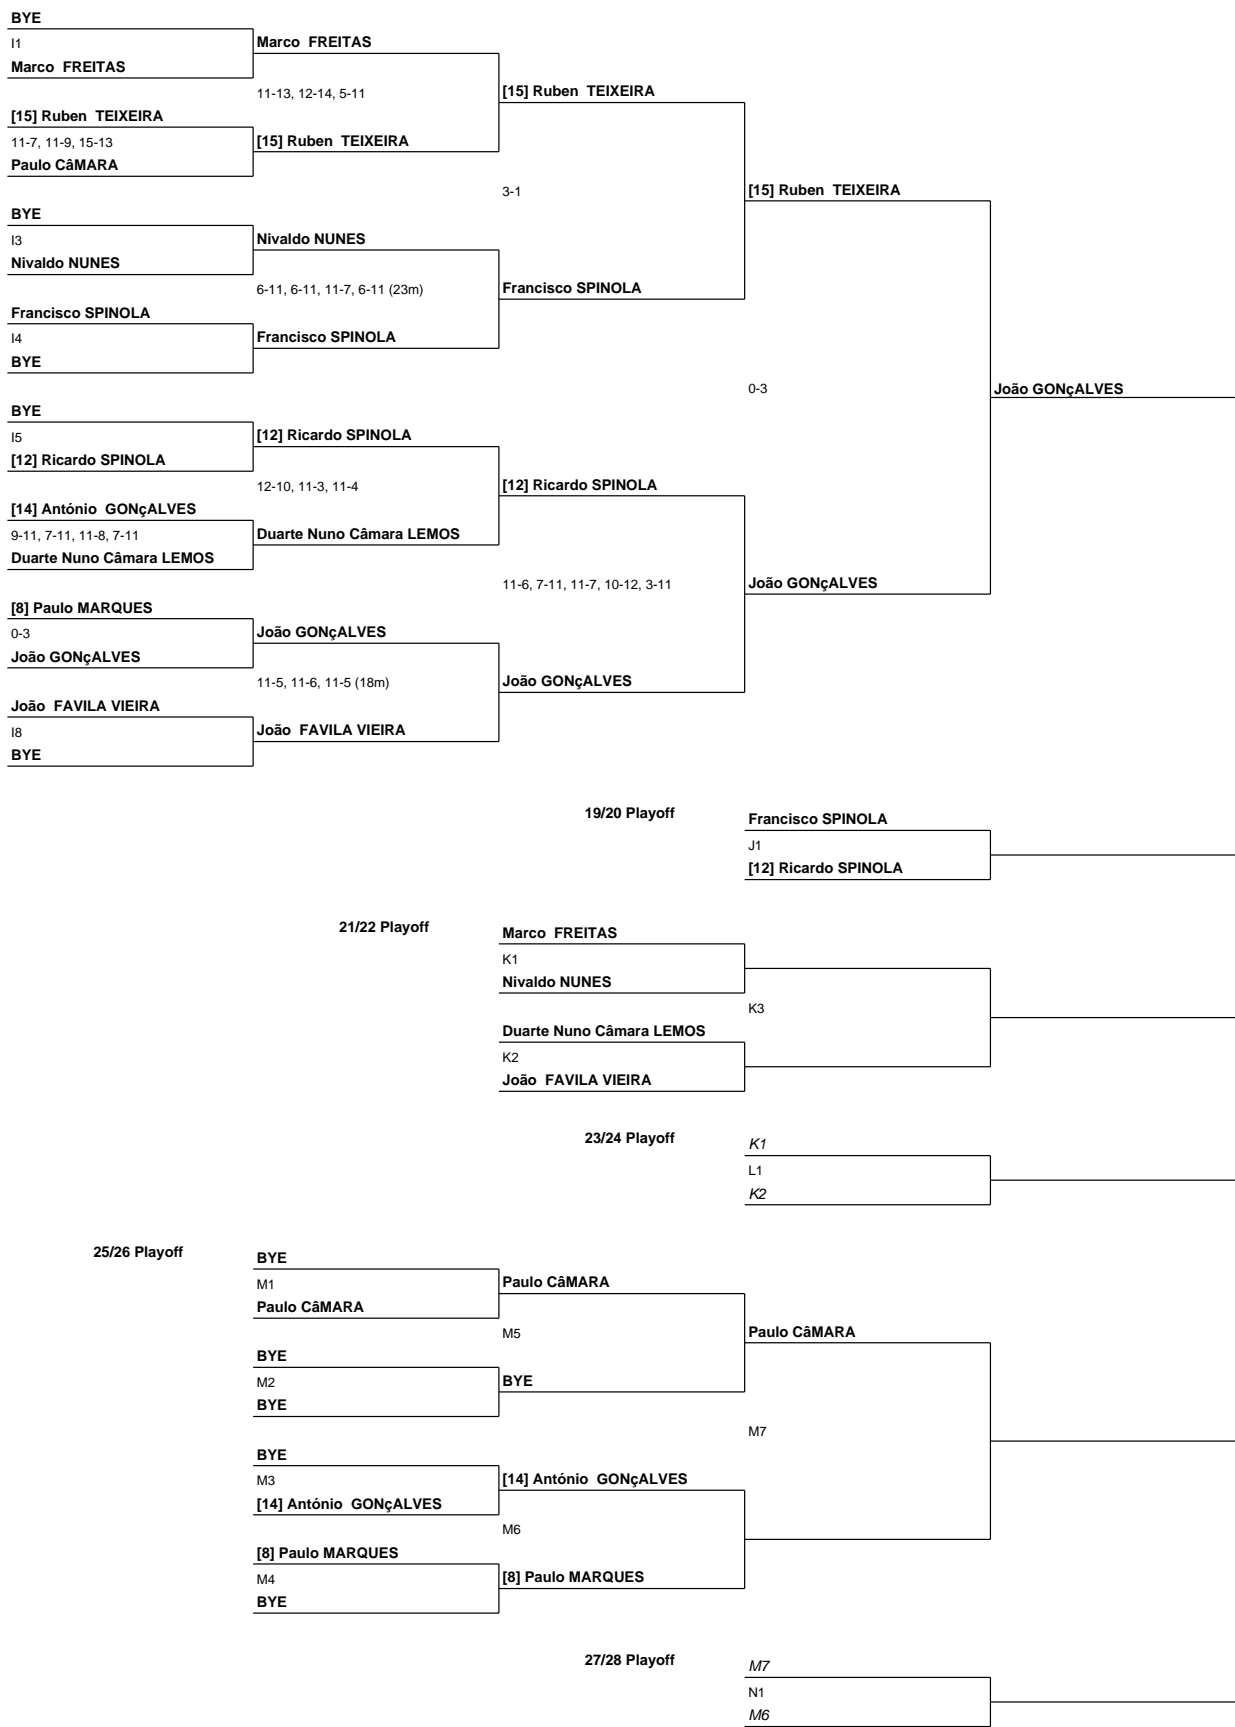 BYE
I1
Marco FREITAS
Marco FREITAS
11-13, 12-14, 5-11
[15] Ruben TEIXEIRA
[15] Ruben TEIXEIRA
11-7, 11-9, 15-13
Paulo CâMARA
[15] Ruben TEIXEIRA
3-1
[15] Ruben TEIXEIRA
BYE
I3
Nivaldo NUNES
Nivaldo NUNES
6-11, 6-11, 11-7, 6-11 (23m)
Francisco SPINOLA
Francisco SPINOLA
I4
BYE
Francisco SPINOLA
0-3
João GONçALVES
BYE
I5
[12] Ricardo SPINOLA
[12] Ricardo SPINOLA
12-10, 11-3, 11-4
[12] Ricardo SPINOLA
[14] António GONçALVES
9-11, 7-11, 11-8, 7-11
Duarte Nuno Câmara LEMOS
Duarte Nuno Câmara LEMOS
11-6, 7-11, 11-7, 10-12, 3-11
João GONçALVES
[8] Paulo MARQUES
0-3
João GONçALVES
João GONçALVES
11-5, 11-6, 11-5 (18m)
João GONçALVES
João FAVILA VIEIRA
I8
BYE
João FAVILA VIEIRA
19/20 Playoff
Francisco SPINOLA
J1
[12] Ricardo SPINOLA
21/22 Playoff
Marco FREITAS
K1
Nivaldo NUNES
K3
Duarte Nuno Câmara LEMOS
K2
João FAVILA VIEIRA
23/24 Playoff
K1
L1
K2
25/26 Playoff
BYE
M1
Paulo CâMARA
Paulo CâMARA
M5
Paulo CâMARA
BYE
M2
BYE
BYE
M7
BYE
M3
[14] António GONçALVES
[14] António GONçALVES
M6
[8] Paulo MARQUES
M4
BYE
[8] Paulo MARQUES
27/28 Playoff
M7
N1
M6